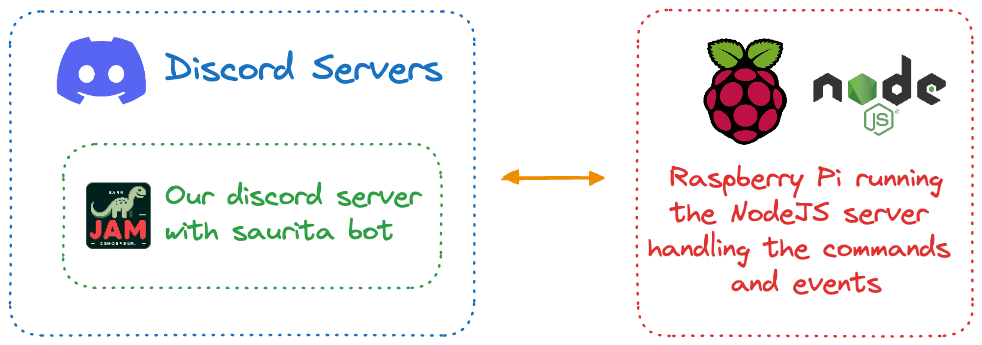 Discord Servers
JAM
Our discord server
with saurita bot
node
JS
Raspberry Pi running
the NodeJS server
handling the commands
and events